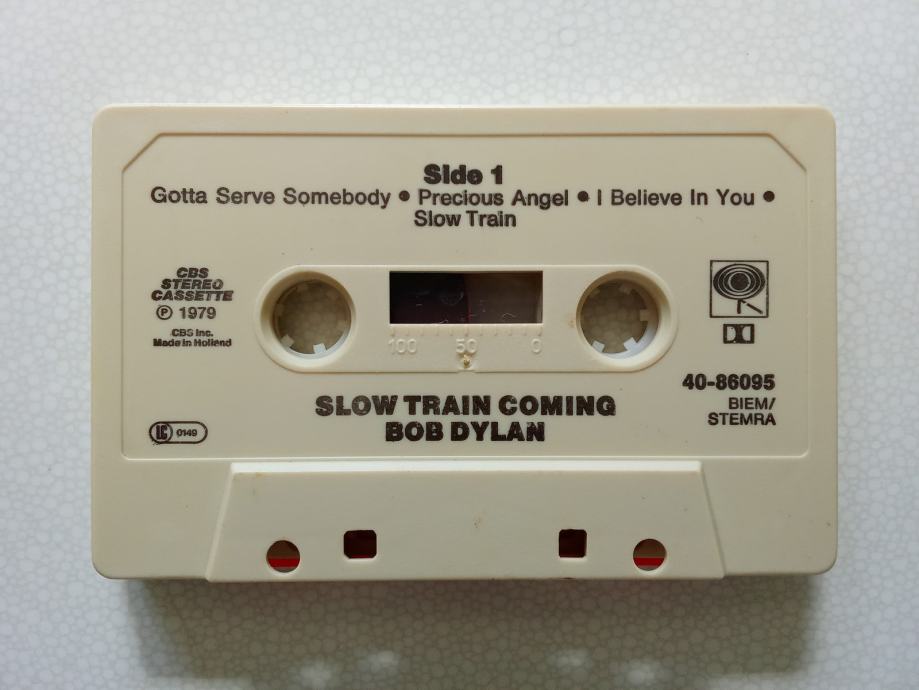 Side 1
Gotta Serve Somebody • Precious Angel • I Believe In You •
Slow Train
CBS
STEREO
CASSETTE
℗ 1979
CBS Inc.
Made in Holland
100 50 0
40-86095
BIEM/
STEMRA
SLOW TRAIN COMING
BOB DYLAN
LC 0149